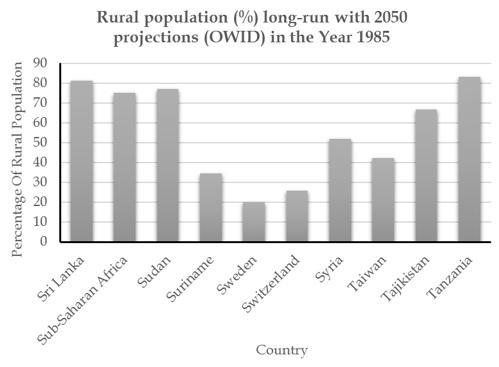 Rural population (%) long-run with 2050
projections (OWID) in the Year 1985
Percentage Of Rural Population
90
80
70
60
50
40
30
20
10
0
Sri Lanka
Sub-Saharan Africa
Sudan
Suriname
Sweden
Switzerland
Syria
Taiwan
Tajikistan
Tanzania
Country